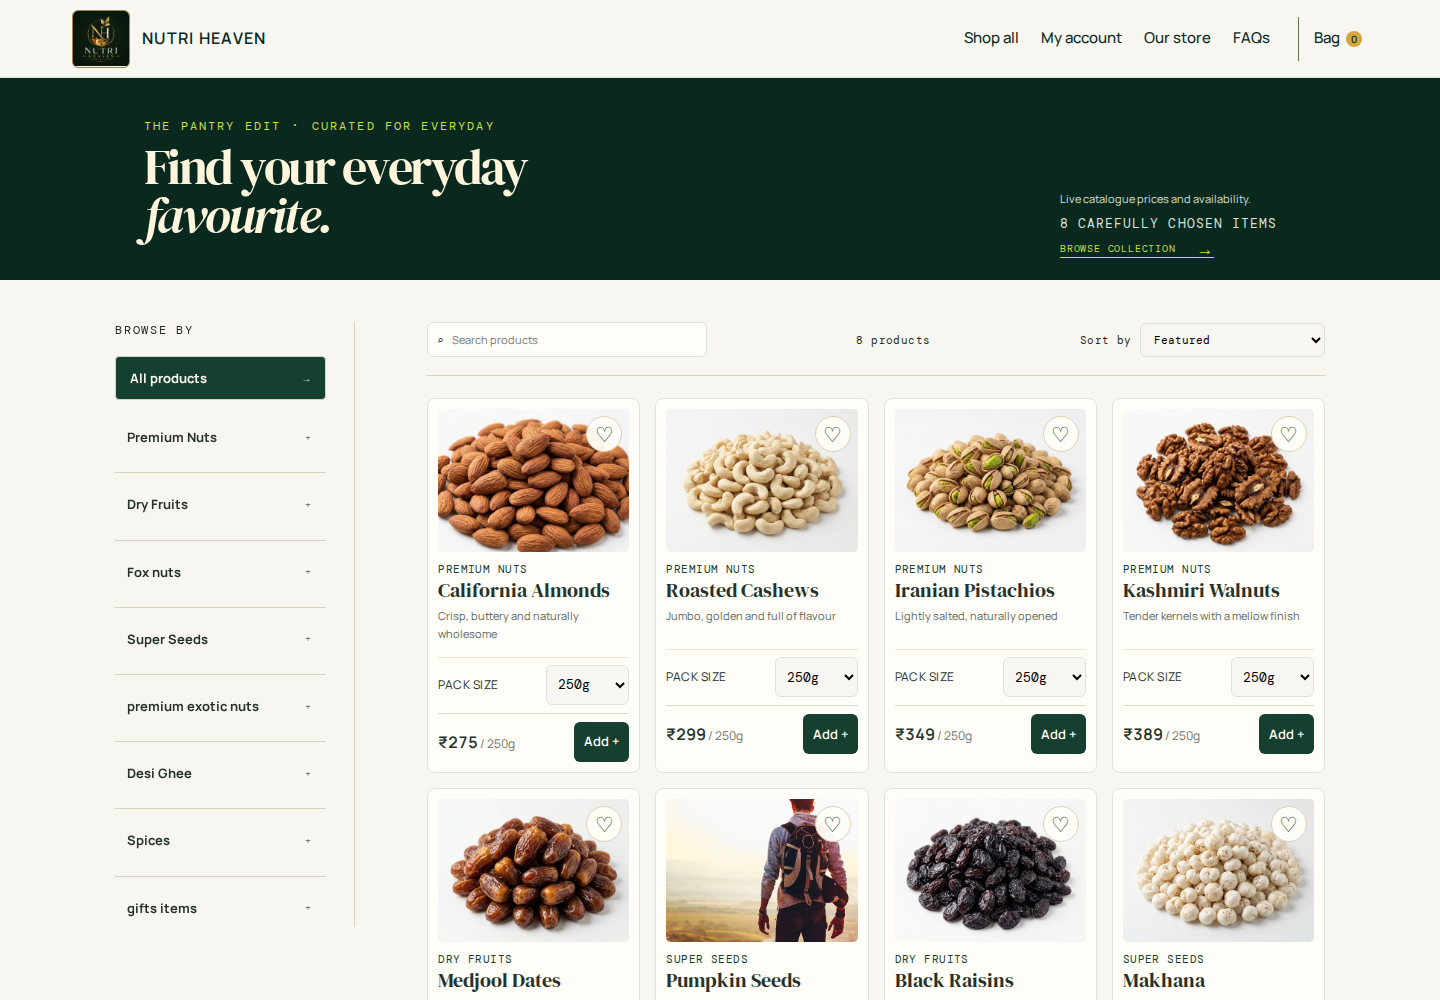 NUTRI
NUTRI HEAVEN
Shop all
My account
Our store
FAQs
Bag 0
THE PANTRY EDIT · CURATED FOR EVERYDAY
Find your everyday
favourite.
Live catalogue prices and availability.
8 CAREFULLY CHOSEN ITEMS
BROWSE COLLECTION →
BROWSE BY
All products →
Premium Nuts +
Dry Fruits +
Fox nuts +
Super Seeds +
premium exotic nuts +
Desi Ghee +
Spices +
gifts items +
Search products
8 products
Sort by Featured
PREMIUM NUTS
California Almonds
Crisp, buttery and naturally
wholesome
PACK SIZE 250g
₹275 / 250g Add +
PREMIUM NUTS
Roasted Cashews
Jumbo, golden and full of flavour
PACK SIZE 250g
₹299 / 250g Add +
PREMIUM NUTS
Iranian Pistachios
Lightly salted, naturally opened
PACK SIZE 250g
₹349 / 250g Add +
PREMIUM NUTS
Kashmiri Walnuts
Tender kernels with a mellow finish
PACK SIZE 250g
₹389 / 250g Add +
DRY FRUITS
Medjool Dates
SUPER SEEDS
Pumpkin Seeds
DRY FRUITS
Black Raisins
SUPER SEEDS
Makhana